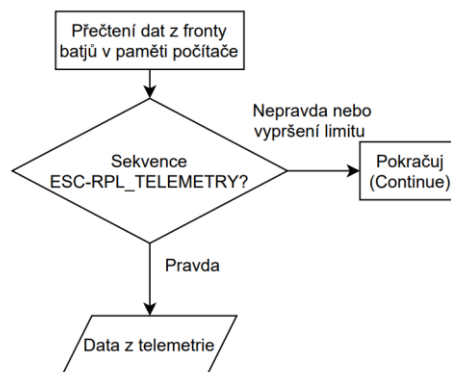 Přečtení dat z fronty
batjů v paměti počítače
Sekvence
ESC-RPL_TELEMETRY?
Nepravda nebo
vypršení limitu
Pokračuj
(Continue)
Pravda
Data z telemetrie